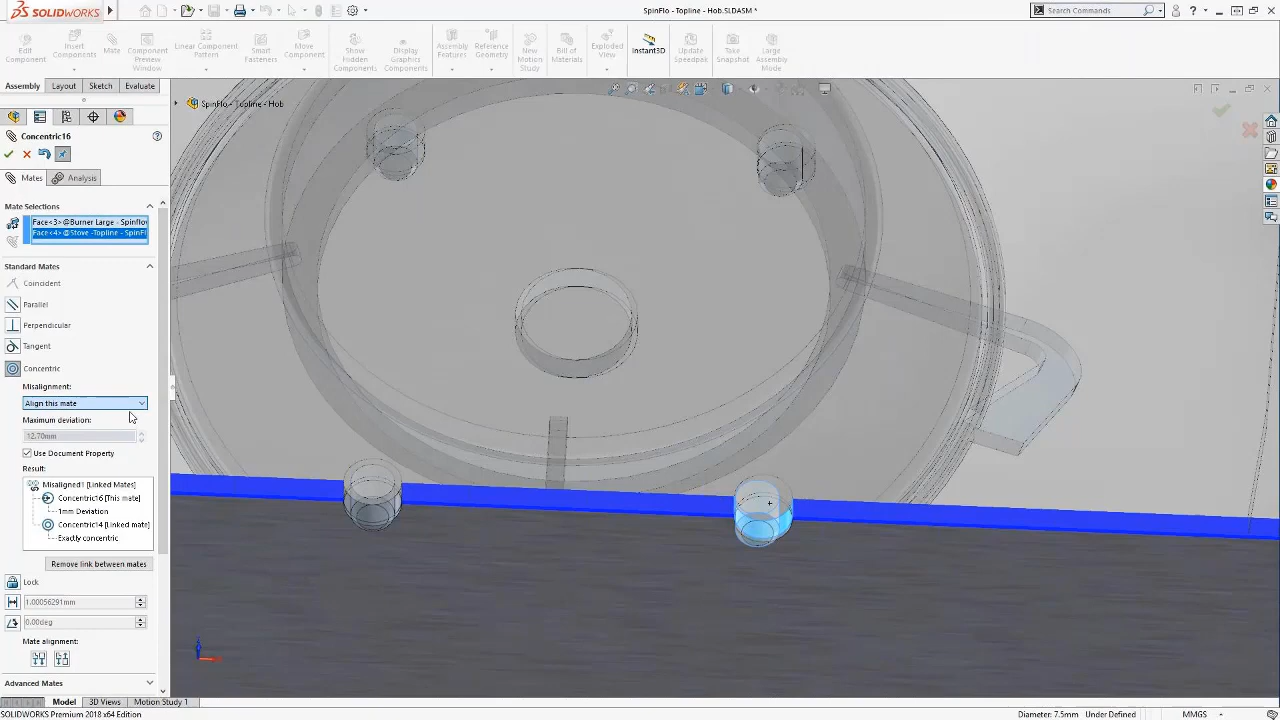 SOLIDWORKS
SpinFlo - Topline - Hob.SLDASM *
Search Commands
Edit Component
Insert Components
Mate
Component Preview Window
Linear Component Pattern
Smart Fasteners
Move Component
Show Hidden Components
Display Graphics Components
Assembly Features
Reference Geometry
New Motion Study
Bill of Materials
Exploded View
Instant3D
Update Speedpak
Take Snapshot
Large Assembly Mode
Assembly Layout Sketch Evaluate
SpinFlo - Topline - Hob
Concentric16
Mates Analysis
Mate Selections
Face<3>@Burner Large - Spinflow
Face<4>@Stove -Topline - SpinFl
Standard Mates
Coincident
Parallel
Perpendicular
Tangent
Concentric
Misalignment:
Align this mate
Maximum deviation:
12.70mm
Use Document Property
Result:
Misaligned1 [Linked Mates]
Concentric16 [This mate]
1mm Deviation
Concentric14 [Linked mate]
Exactly concentric
Remove link between mates
Lock
1.00056291mm
0.00deg
Mate alignment:
Advanced Mates
Model 3D Views Motion Study 1
SOLIDWORKS Premium 2018 x64 Edition
Diameter: 7.5mm Under Defined MMGS